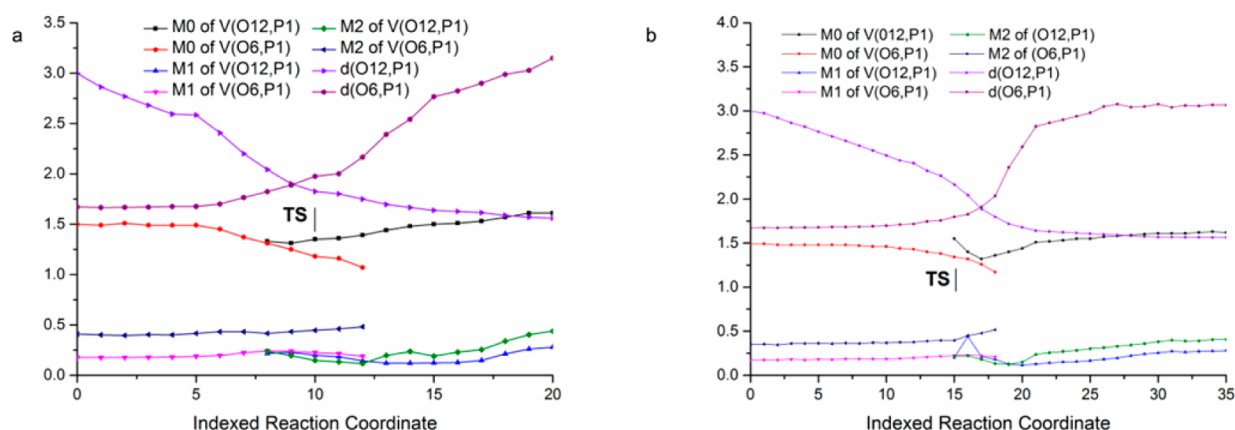 a
3.5
3.0
2.5
2.0
1.5
1.0
0.5
0.0
M0 of V(O12,P1) M2 of V(O12,P1)
M0 of V(O6,P1) M2 of V(O6,P1)
M1 of V(O12,P1) d(O12,P1)
M1 of V(O6,P1) d(O6,P1)
TS
0 5 10 15 20
Indexed Reaction Coordinate
b
4.0
3.5
3.0
2.5
2.0
1.5
1.0
0.5
0.0
M0 of V(012,P1) M2 of (O12,P1)
M0 of V(O6,P1) M2 of (O6,P1)
M1 of V(O12,P1) d(O12,P1)
M1 of V(O6,P1) d(O6,P1)
TS
0 5 10 15 20 25 30 35
Indexed Reaction Coordinate